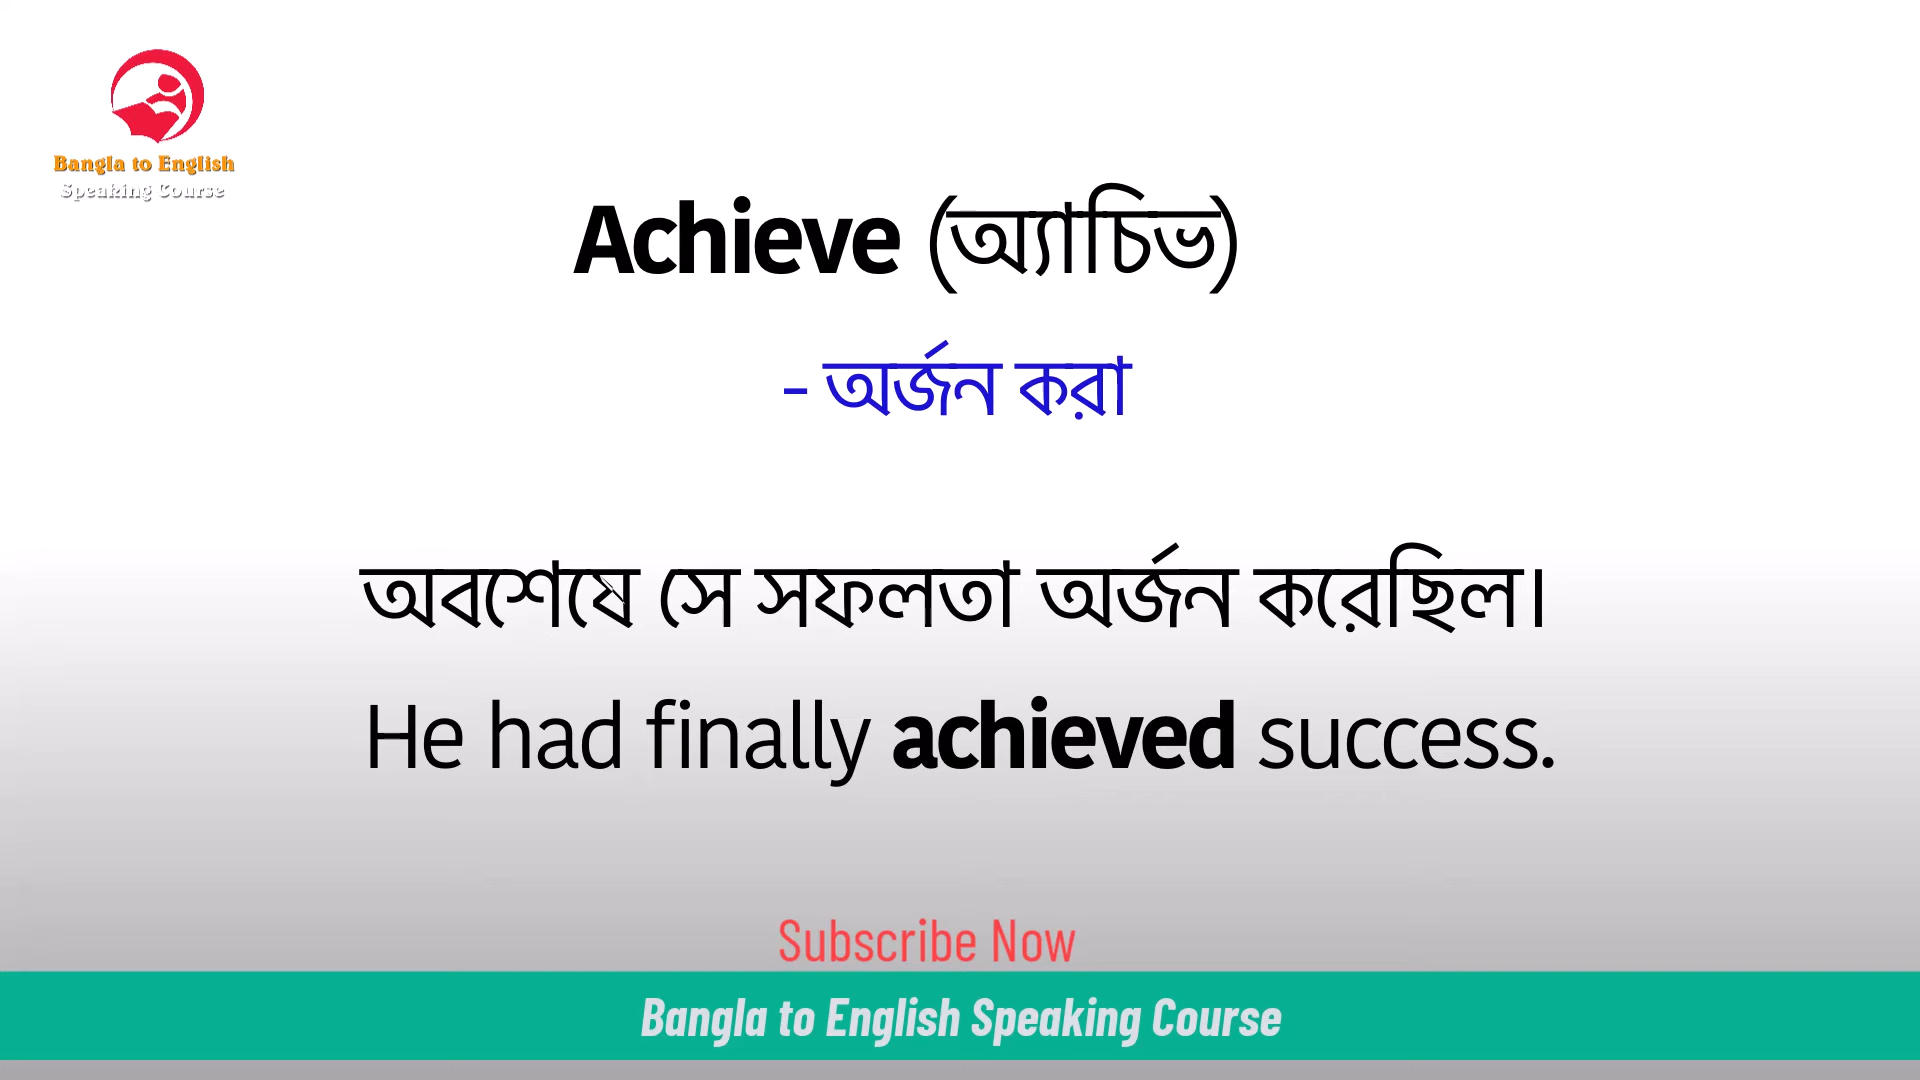 Bangla to English
Speaking Course
Achieve (অ্যাচিভ)
- অর্জন করা
অবশেষে সে সফলতা অর্জন করেছিল।
He had finally achieved success.
Subscribe Now
Bangla to English Speaking Course